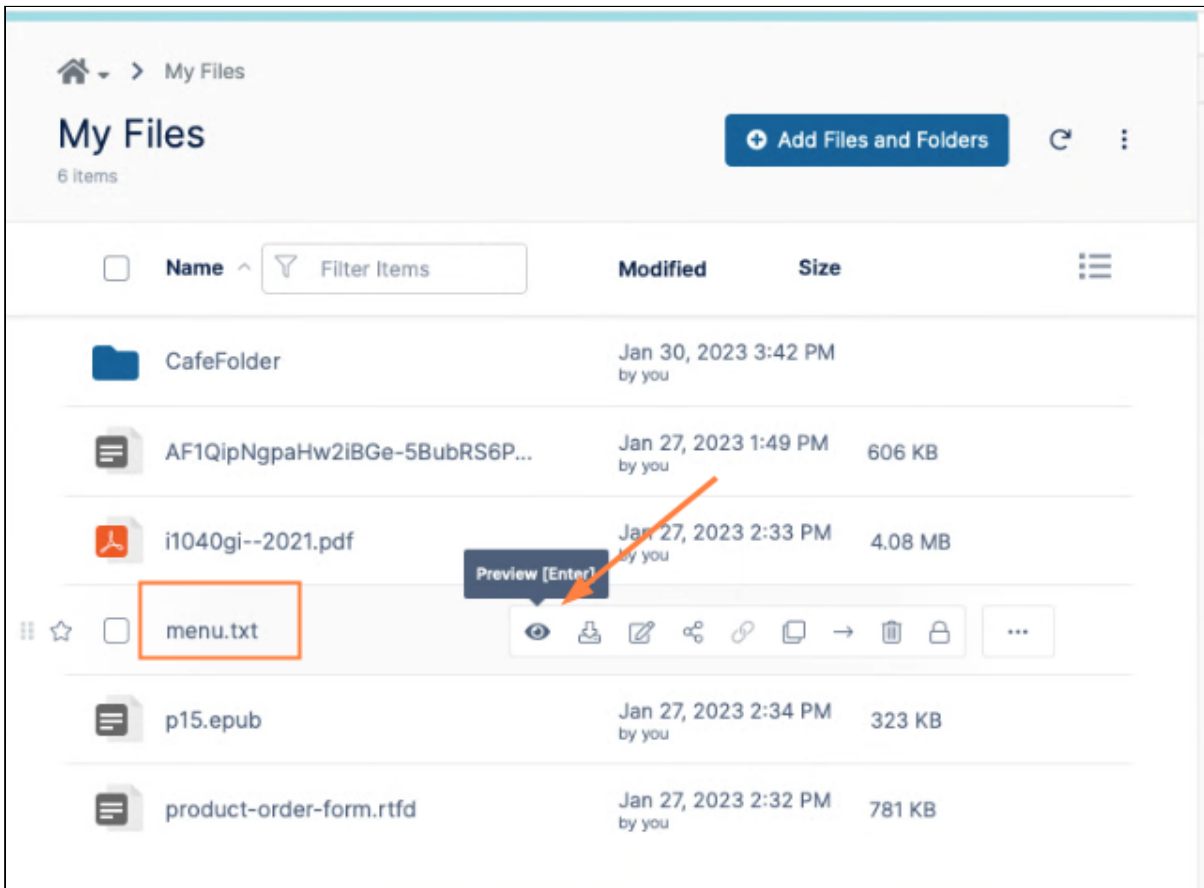 My Files
My Files
Add Files and Folders
6 items
Name Filter Items Modified Size
CafeFolder Jan 30, 2023 3:42 PM
by you
AF1QipNgpaHw2iBGe-5BubRS6P... Jan 27, 2023 1:49 PM 606 KB
by you
i1040gi--2021.pdf Jan 27, 2023 2:33 PM 4.08 MB
by you
Preview [Enter]
menu.txt
p15.epub Jan 27, 2023 2:34 PM 323 KB
by you
product-order-form.rtfd Jan 27, 2023 2:32 PM 781 KB
by you